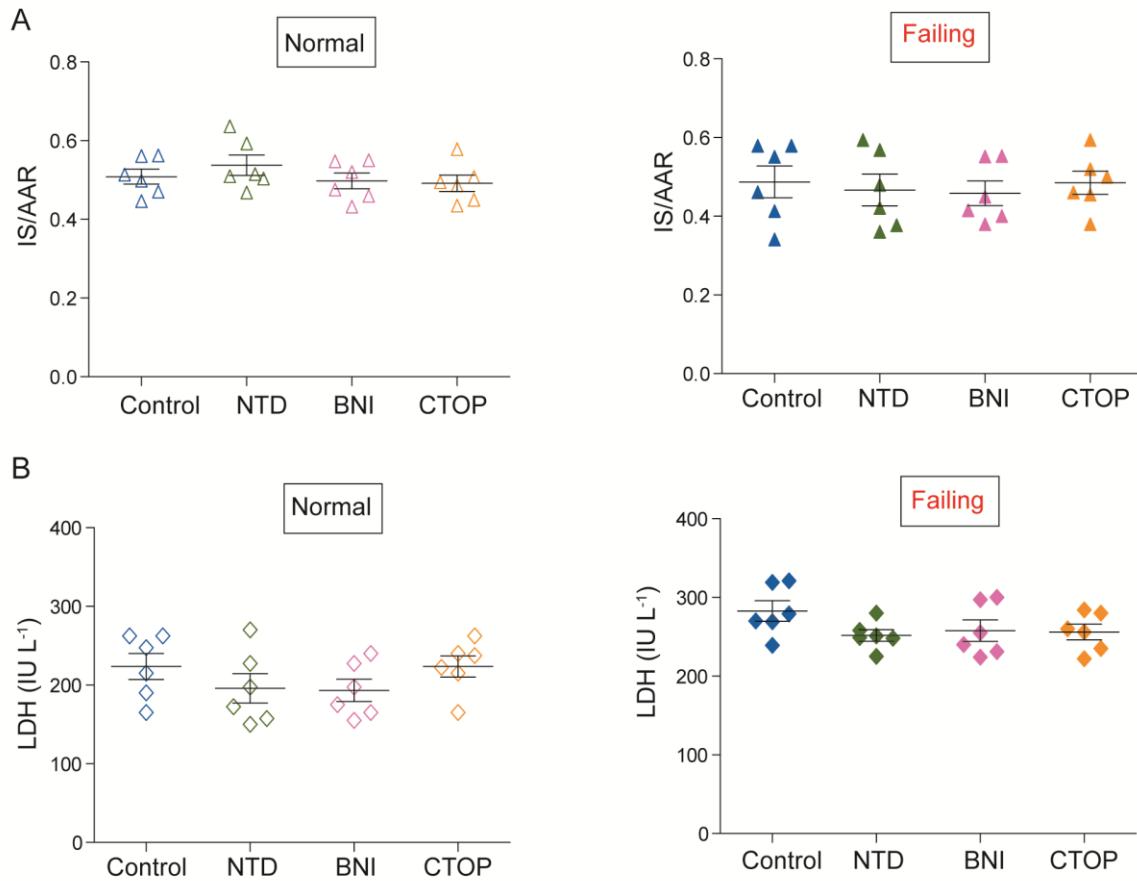 A
Normal
IS/AAR
0.8
0.6
0.4
0.2
0.0
Control NTD BNI CTOP
Failing
IS/AAR
0.8
0.6
0.4
0.2
0.0
Control NTD BNI CTOP
B
Normal
LDH (IU L⁻¹)
400
300
200
100
0
Control NTD BNI CTOP
Failing
LDH (IU L⁻¹)
400
300
200
100
0
Control NTD BNI CTOP